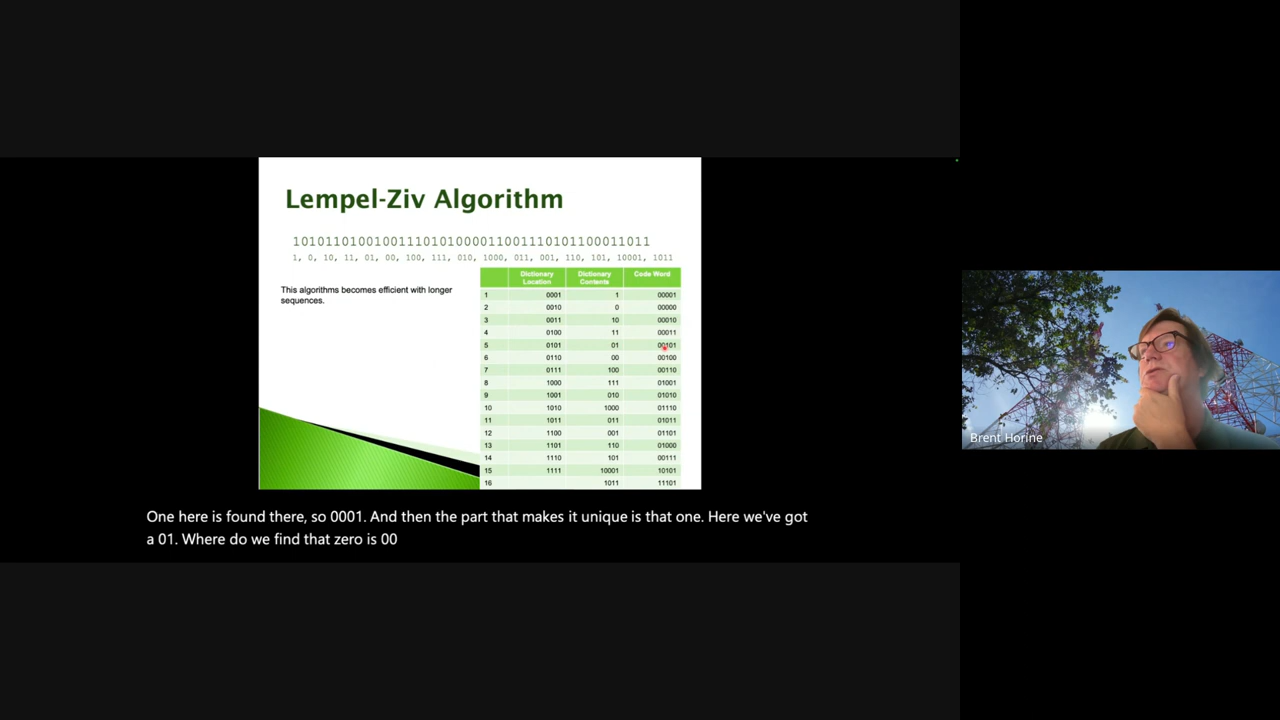 Lempel-Ziv Algorithm
10101101001001110101000011001110101100011011
1, 0, 10, 11, 01, 00, 100, 111, 010, 1000, 011, 001, 110, 101, 10001, 1011
This algorithms becomes efficient with longer
sequences.
Dictionary Location Dictionary Contents Code Word
1 0001 1 00001
2 0010 0 00000
3 0011 10 00010
4 0100 11 00011
5 0101 01 00101
6 0110 00 00100
7 0111 100 00110
8 1000 111 01001
9 1001 010 01010
10 1010 1000 01110
11 1011 011 01011
12 1100 001 01101
13 1101 110 01000
14 1110 101 00111
15 1111 10001 10101
16 1011 11101
Brent Horine
One here is found there, so 0001. And then the part that makes it unique is that one. Here we've got
a 01. Where do we find that zero is 00